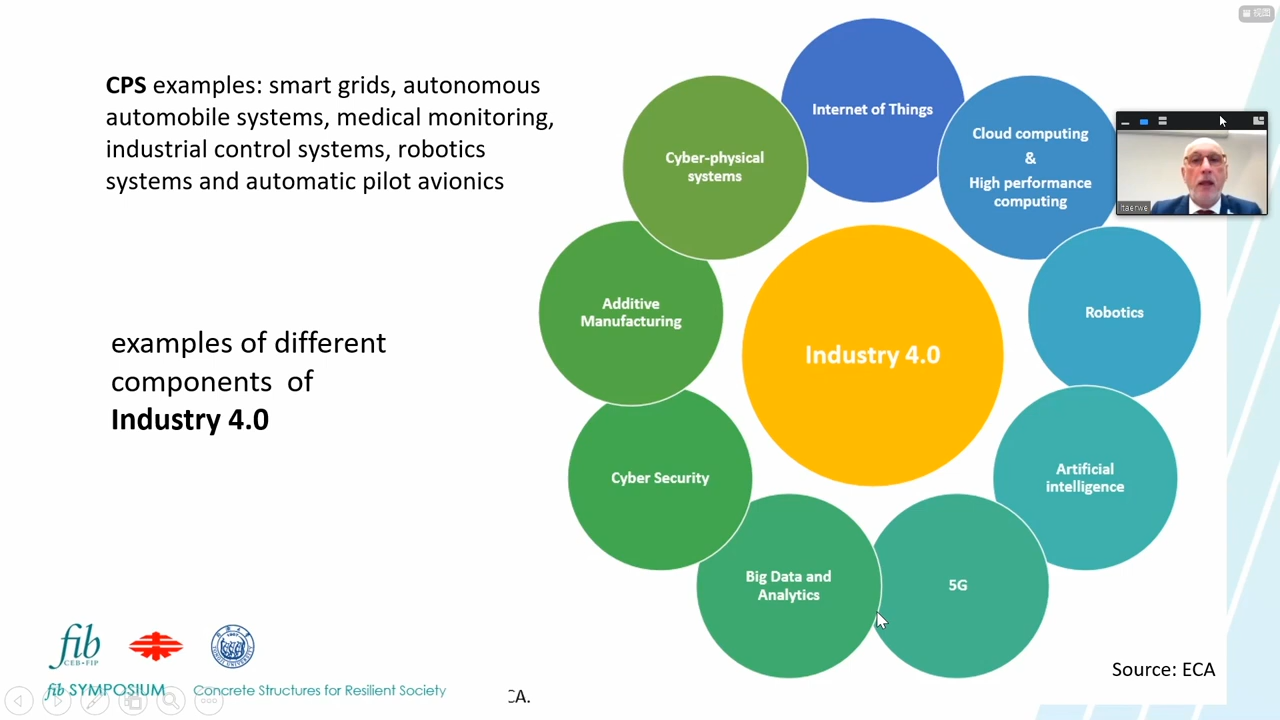 视图
CPS examples: smart grids, autonomous
automobile systems, medical monitoring,
industrial control systems, robotics
systems and automatic pilot avionics
examples of different
components of
Industry 4.0
Internet of Things
Cloud computing
&
High performance
computing
Robotics
Artificial
intelligence
5G
Big Data and
Analytics
Cyber Security
Additive
Manufacturing
Cyber-physical
systems
Industry 4.0
ltaerwe
fib
CEB-FIP
fib SYMPOSIUM
Concrete Structures for Resilient Society
CA.
Source: ECA